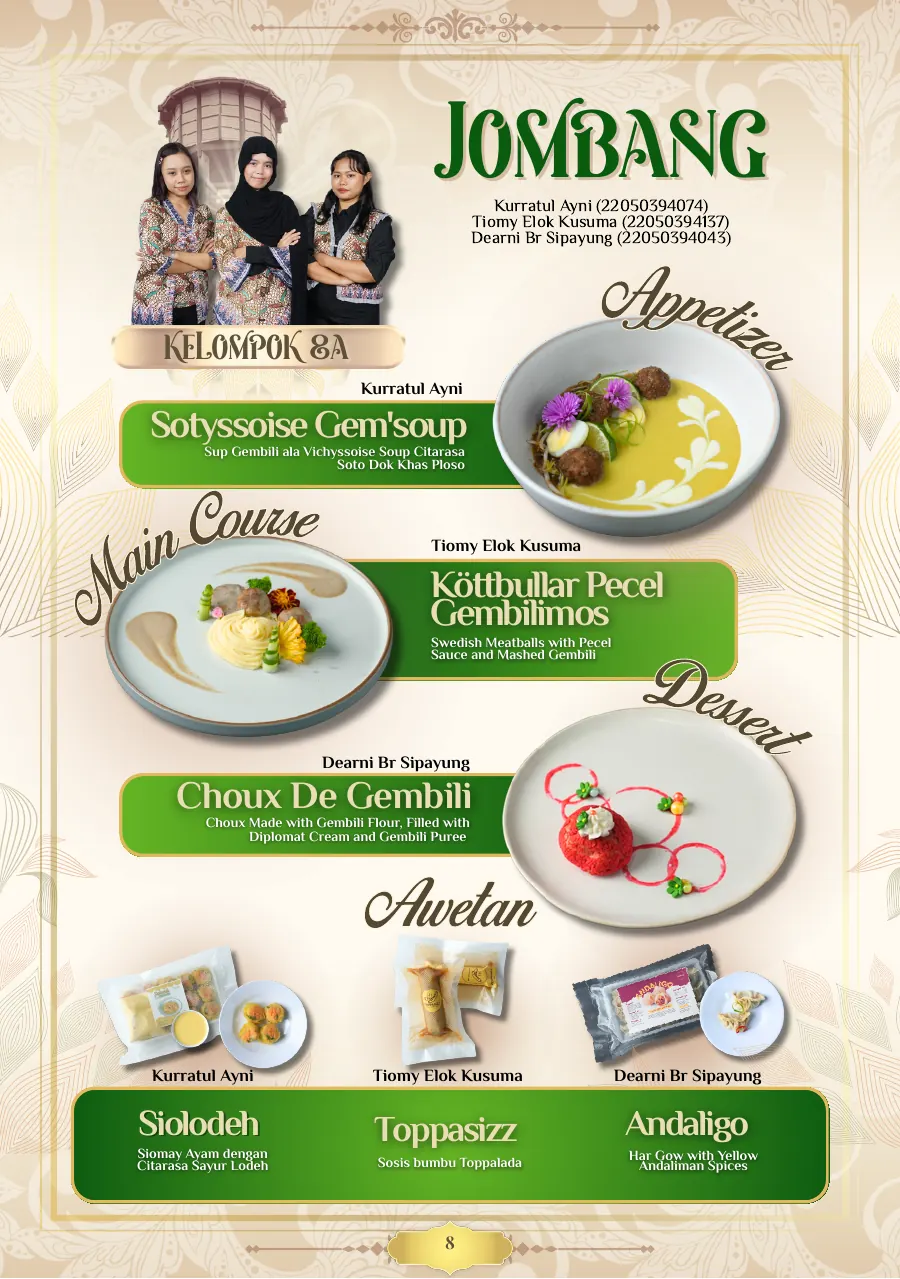 JOMBANG
Kurratul Ayni (22050394074)
Tiomy Elok Kusuma (22050394137)
Dearni Br Sipayung (22050394043)
KELOMPOK 8A
Appetizer
Kurratul Ayni
Sotyssoise Gem'soup
Sup Gembili ala Vichyssoise Soup Citarasa
Soto Dok Khas Ploso
Main Course
Tiomy Elok Kusuma
Köttbullar Pecel
Gembilimos
Swedish Meatballs with Pecel
Sauce and Mashed Gembili
Dessert
Dearni Br Sipayung
Choux De Gembili
Choux Made with Gembili Flour, Filled with
Diplomat Cream and Gembili Puree
Awetan
ANDALIGO
Kurratul Ayni
Tiomy Elok Kusuma
Dearni Br Sipayung
Siolodeh
Siomay Ayam dengan
Citarasa Sayur Lodeh
Toppasizz
Sosis bumbu Toppalada
Andaligo
Har Gow with Yellow
Andaliman Spices
8